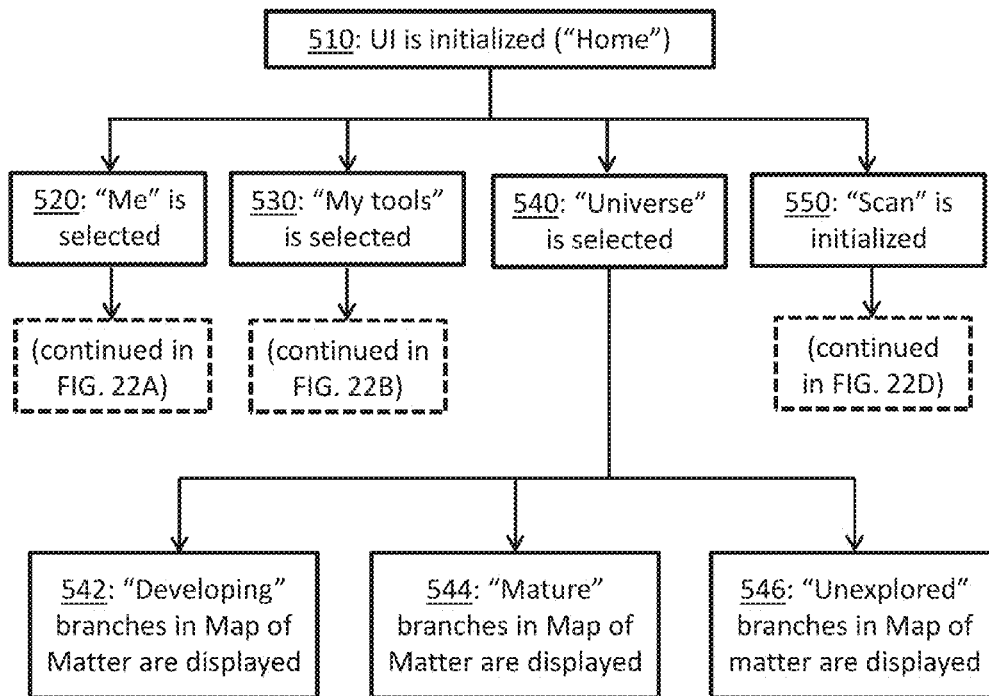 510: UI is initialized (“Home”)
520: “Me” is
selected
530: “My tools”
is selected
540: “Universe”
is selected
550: “Scan” is
initialized
(continued in
FIG. 22A)
(continued in
FIG. 22B)
(continued
in FIG. 22D)
542: “Developing”
branches in Map of
Matter are displayed
544: “Mature”
branches in Map of
Matter are displayed
546: “Unexplored”
branches in Map of
matter are displayed